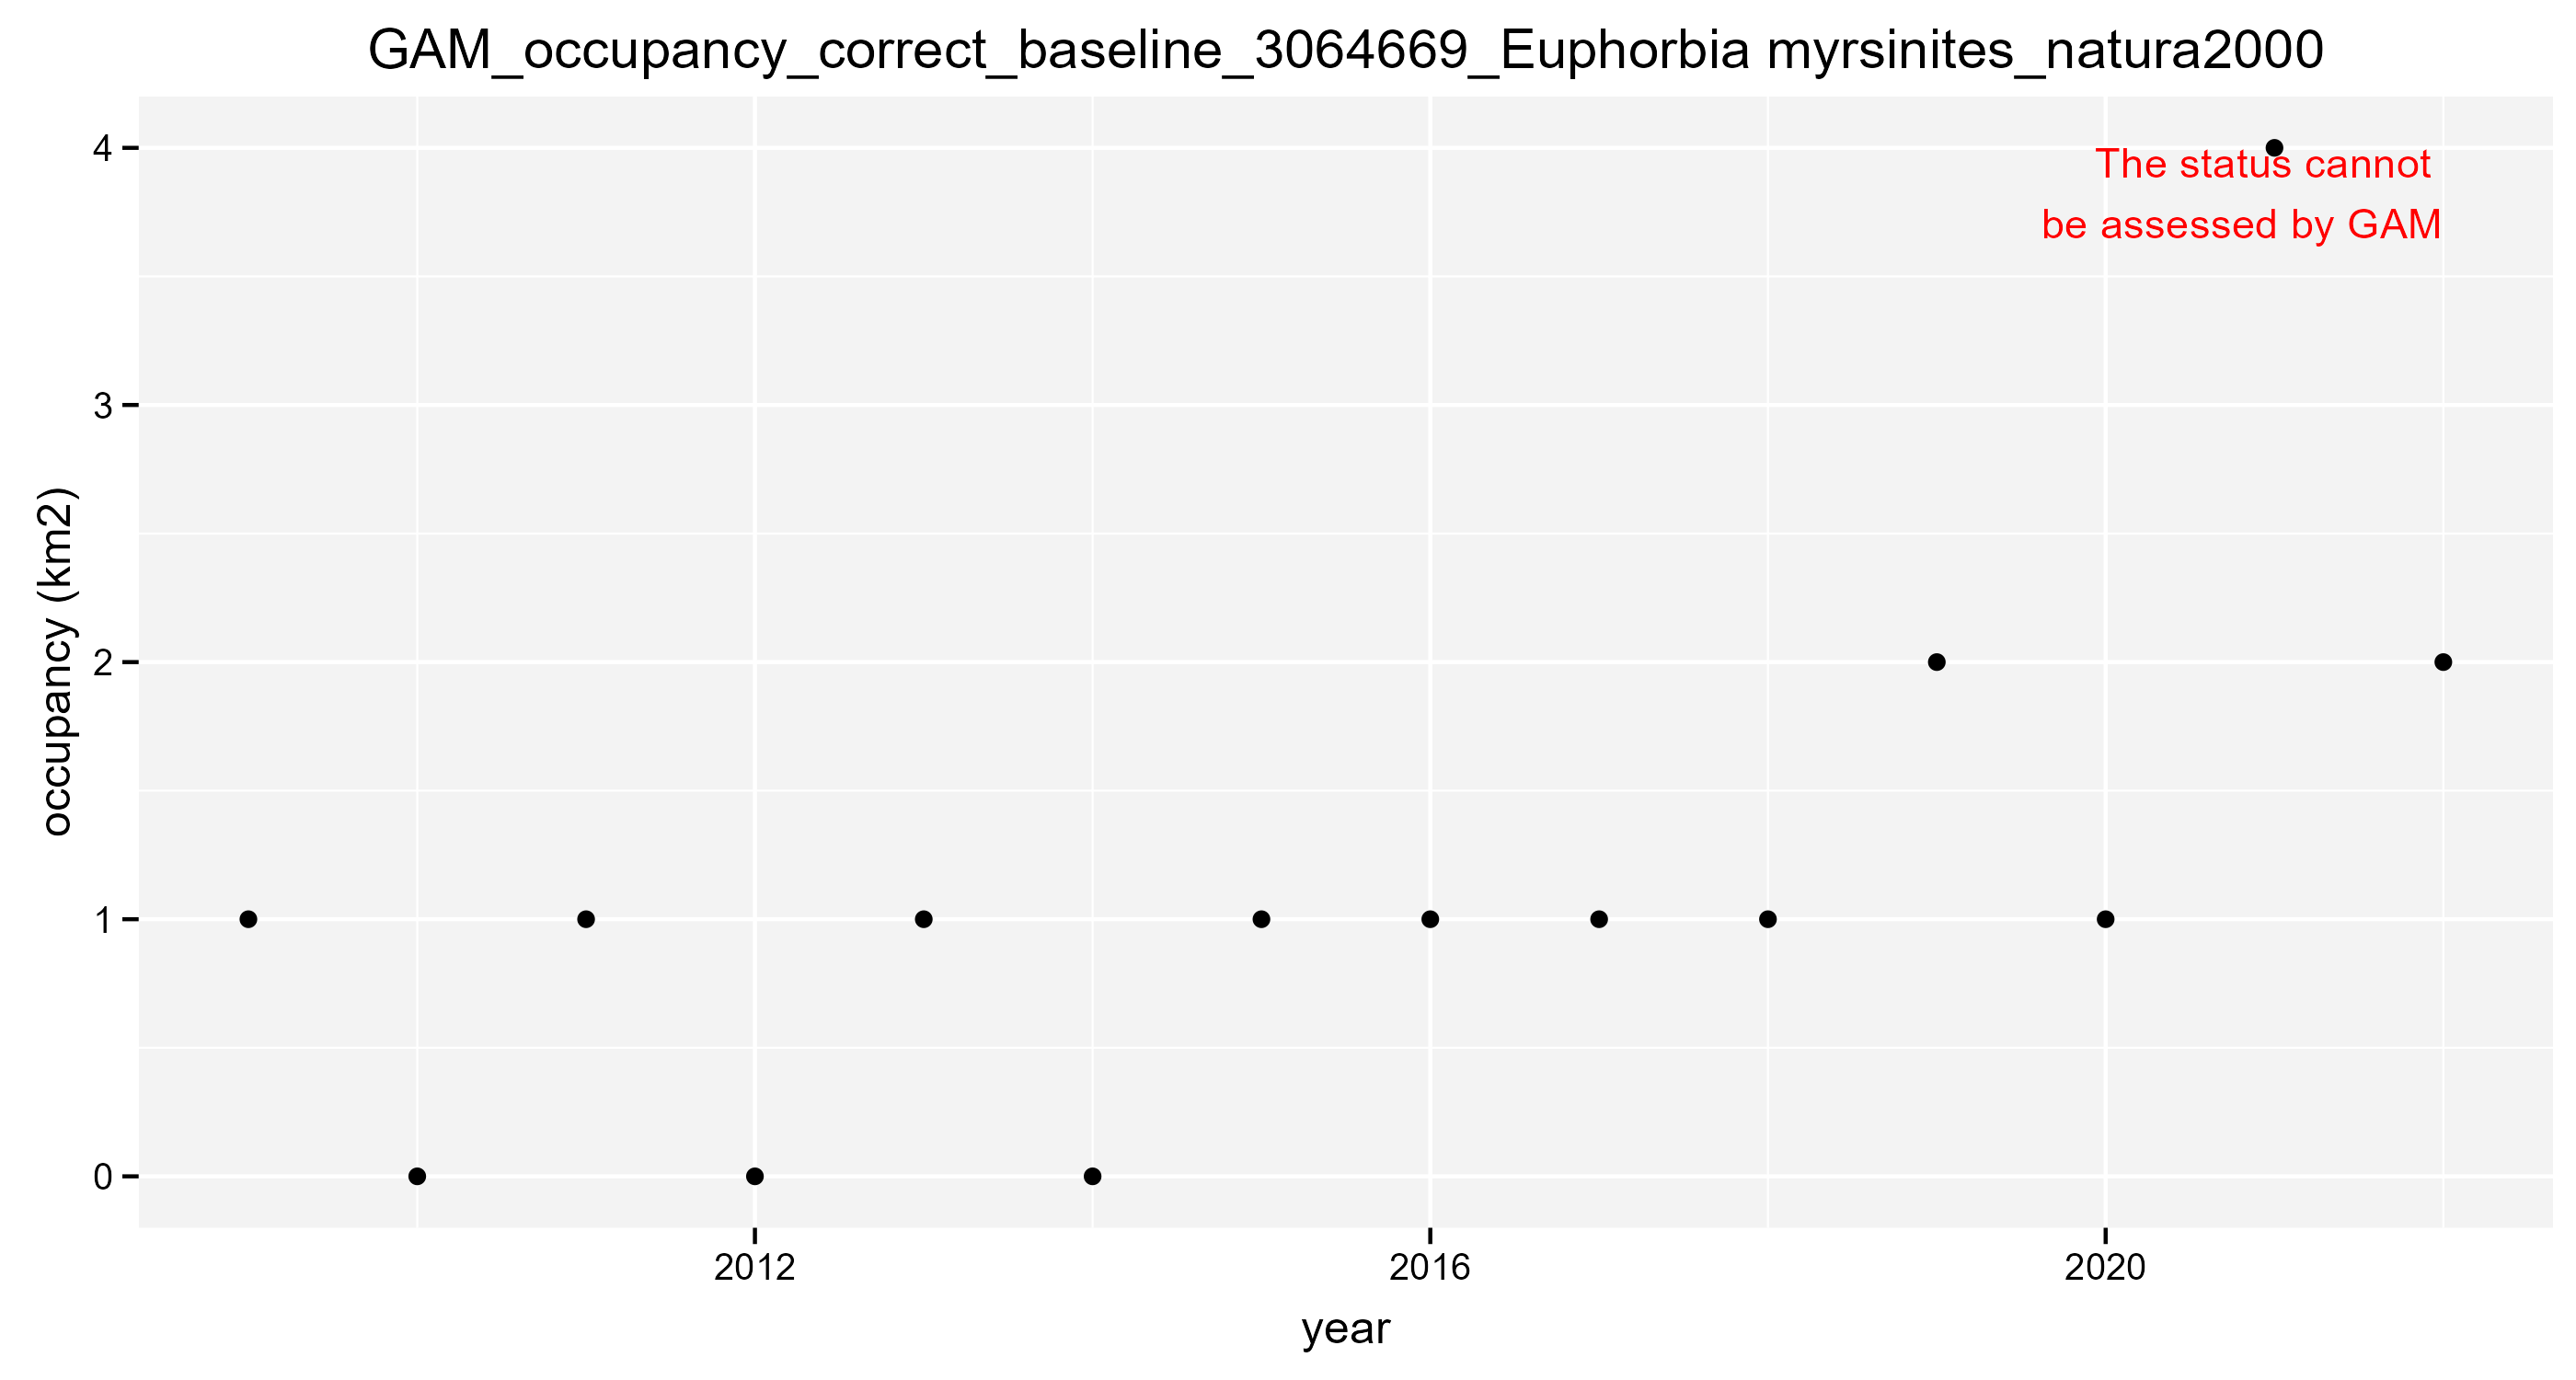 GAM_occupancy_correct_baseline_3064669_Euphorbia myrsinites_natura2000
4
The status cannot
be assessed by GAM
3
occupancy (km2)
2
1
0
2012
2016
2020
year